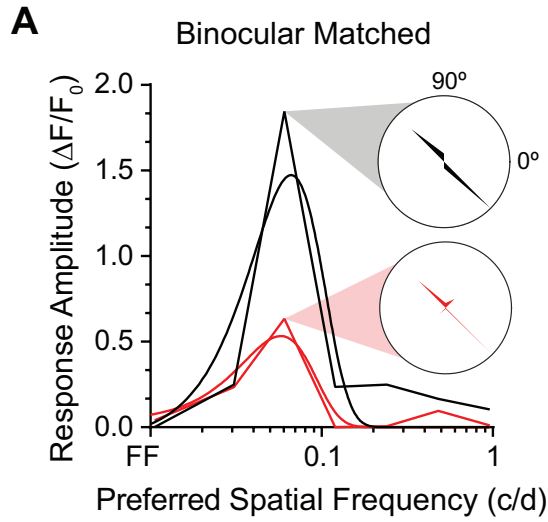 A
Binocular Matched
Response Amplitude (ΔF/F₀)
2.0
1.5
1.0
0.5
0.0
90º
0º
FF
0.1
1
Preferred Spatial Frequency (c/d)